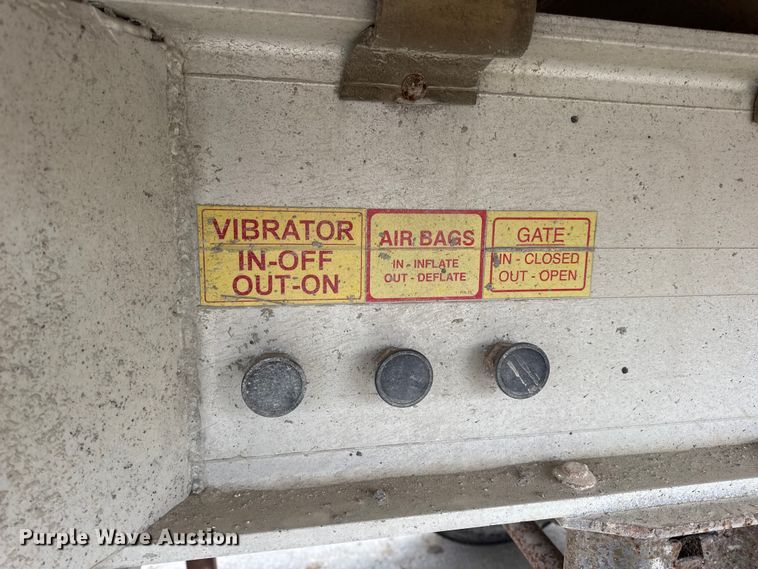 VIBRATOR
IN-OFF
OUT-ON
AIR BAGS
IN - INFLATE
OUT - DEFLATE
GATE
IN - CLOSED
OUT - OPEN
Purple Wave Auction